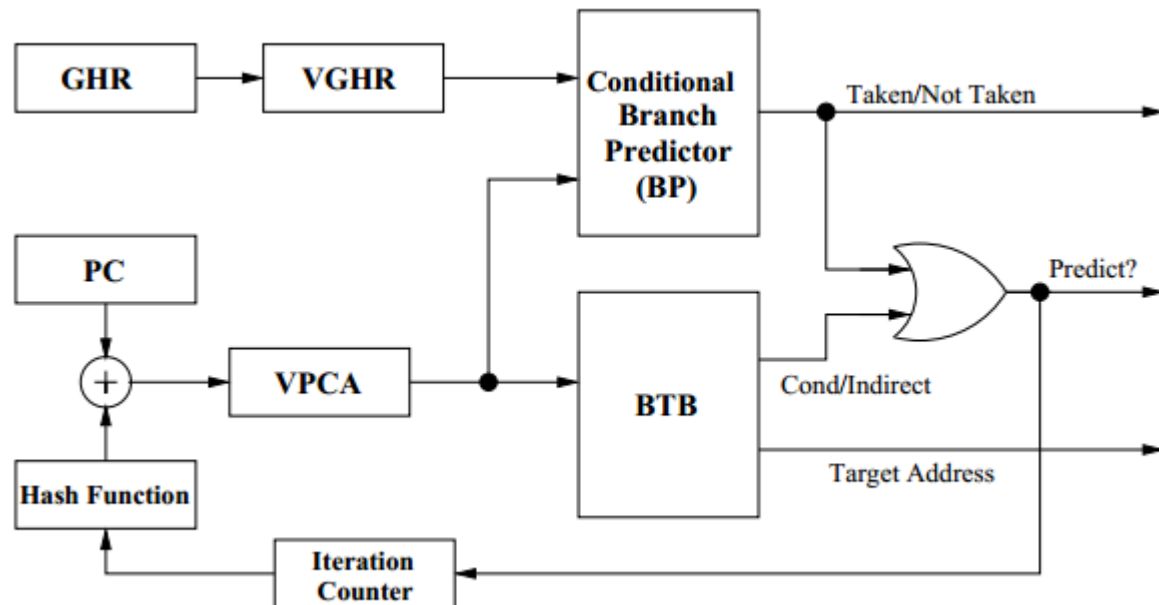 GHR
VGHR
Conditional
Branch
Predictor
(BP)
Taken/Not Taken
PC
Predict?
+
VPCA
BTB
Cond/Indirect
Hash Function
Target Address
Iteration
Counter